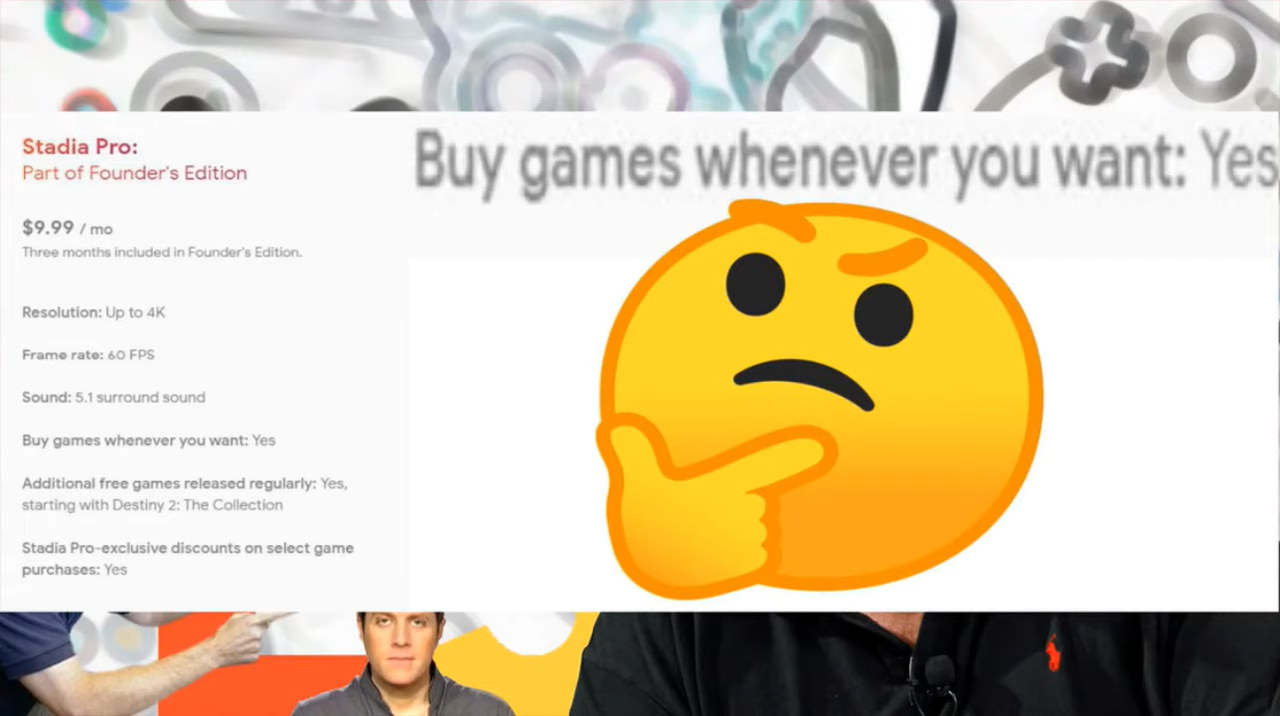 Stadia Pro:
Part of Founder's Edition
$9.99 / mo
Three months included in Founder's Edition.
Resolution: Up to 4K
Frame rate: 60 FPS
Sound: 5.1 surround sound
Buy games whenever you want: Yes
Additional free games released regularly: Yes,
starting with Destiny 2: The Collection
Stadia Pro-exclusive discounts on select game
purchases: Yes
Buy games whenever you want: Yes